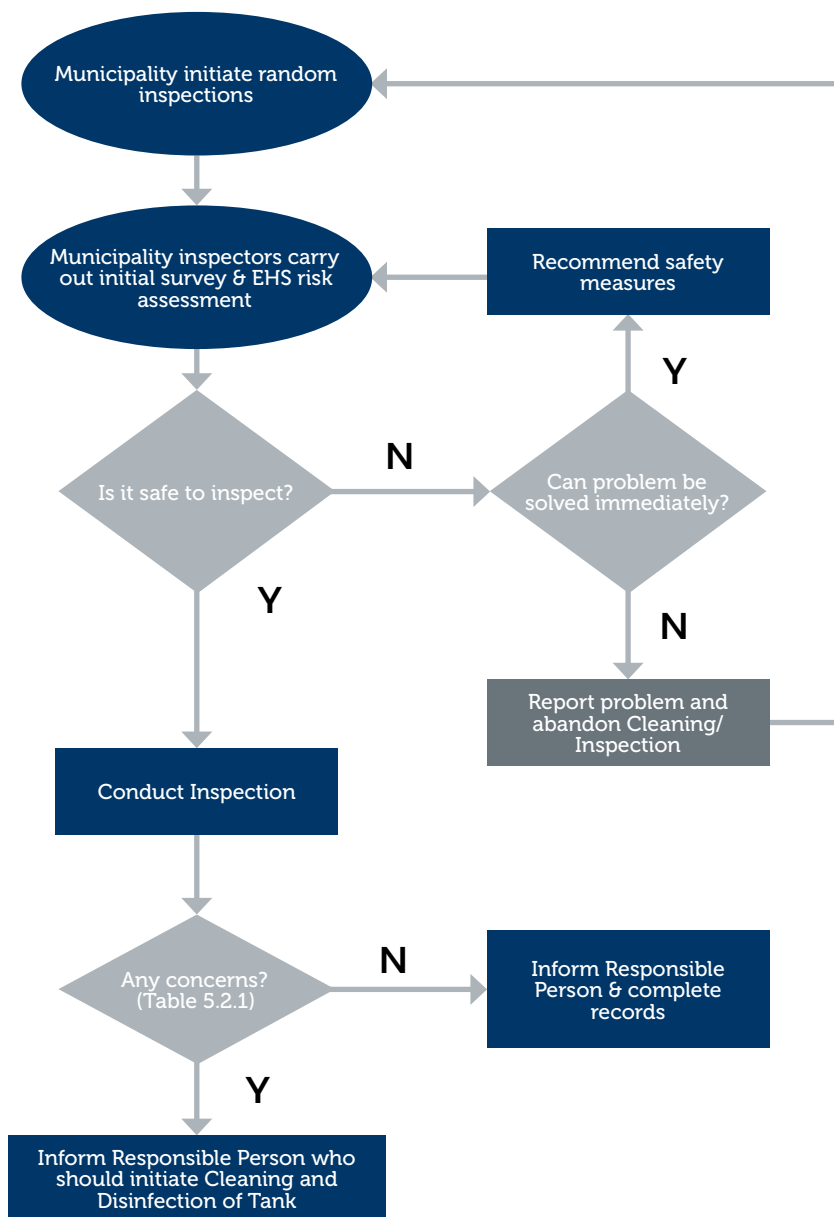 Municipality initiate random
inspections
Municipality inspectors carry
out initial survey & EHS risk
assessment
Recommend safety
measures
Y
Is it safe to inspect?
N
Can problem be
solved immediately?
Y
N
Report problem and
abandon Cleaning/
Inspection
Conduct Inspection
Any concerns?
(Table 5.2.1)
N
Inform Responsible
Person & complete
records
Y
Inform Responsible Person who
should initiate Cleaning and
Disinfection of Tank